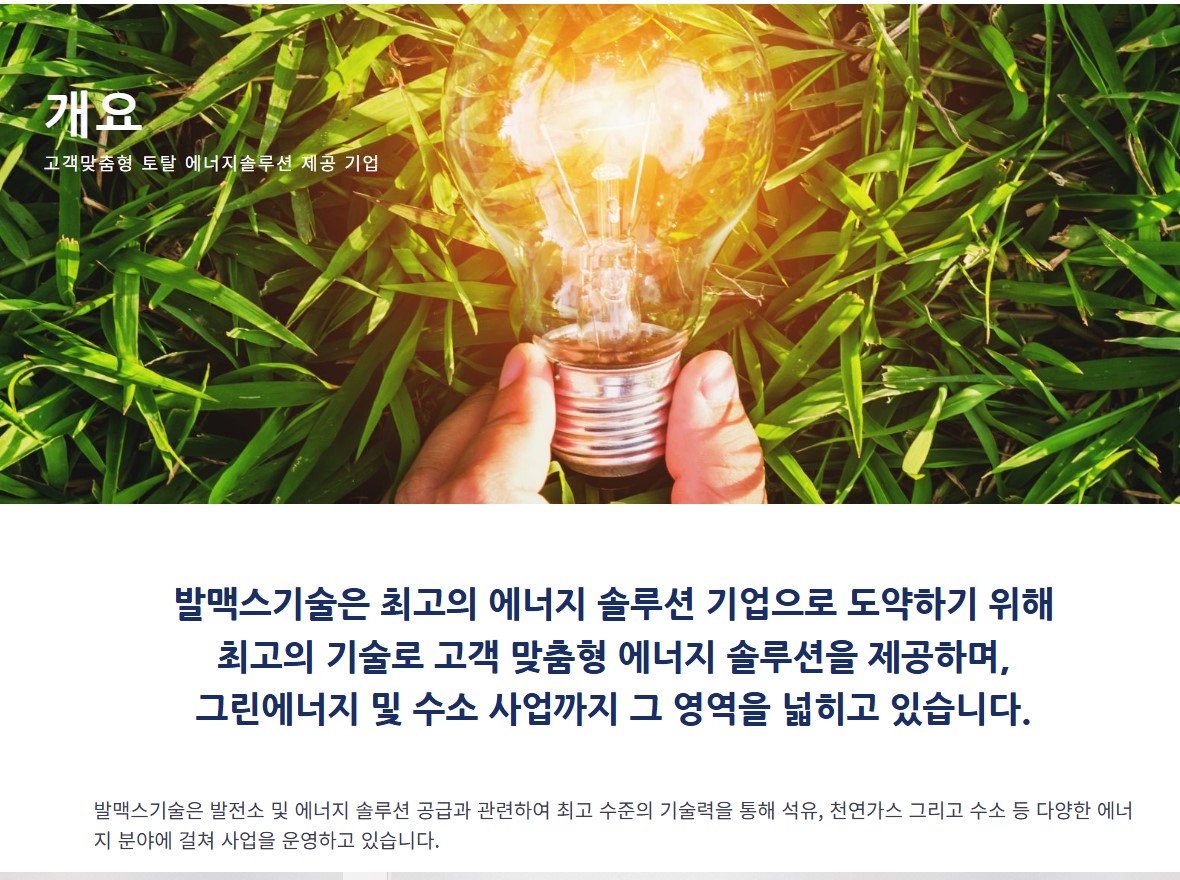 개요
고객맞춤형 토탈 에너지솔루션 제공 기업
발맥스기술은 최고의 에너지 솔루션 기업으로 도약하기 위해
최고의 기술로 고객 맞춤형 에너지 솔루션을 제공하며,
그린에너지 및 수소 사업까지 그 영역을 넓히고 있습니다.
발맥스기술은 발전소 및 에너지 솔루션 공급과 관련하여 최고 수준의 기술력을 통해 석유, 천연가스 그리고 수소 등 다양한 에너
지 분야에 걸쳐 사업을 운영하고 있습니다.